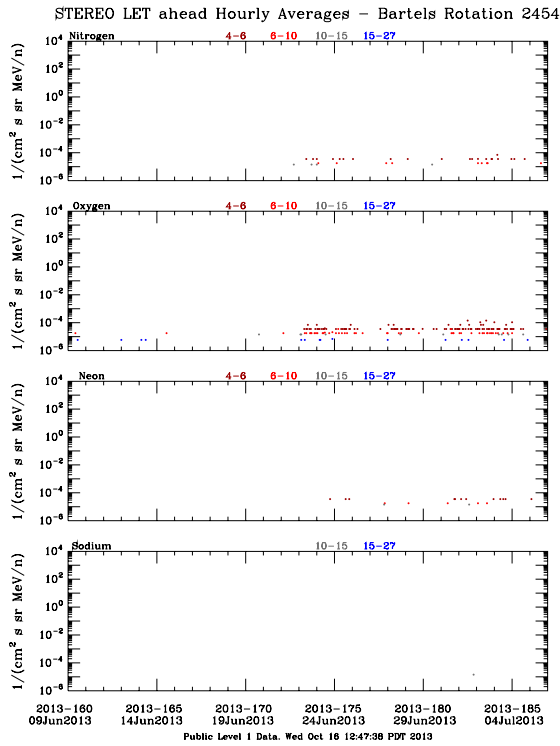 STEREO LET ahead Hourly Averages - Bartels Rotation 2454
Nitrogen 4-6 6-10 10-15 15-27
10^4
10^2
10^0
10^-2
10^-4
10^-6
1/(cm^2 s sr MeV/n)
Oxygen 4-6 6-10 10-15 15-27
10^4
10^2
10^0
10^-2
10^-4
10^-6
1/(cm^2 s sr MeV/n)
Neon 4-6 6-10 10-15 15-27
10^4
10^2
10^0
10^-2
10^-4
10^-6
1/(cm^2 s sr MeV/n)
Sodium 10-15 15-27
10^4
10^2
10^0
10^-2
10^-4
10^-6
1/(cm^2 s sr MeV/n)
2013-160 2013-165 2013-170 2013-175 2013-180 2013-185
09Jun2013 14Jun2013 19Jun2013 24Jun2013 29Jun2013 04Jul2013
Public Level 1 Data, Wed Oct 16 12:47:38 PDT 2013